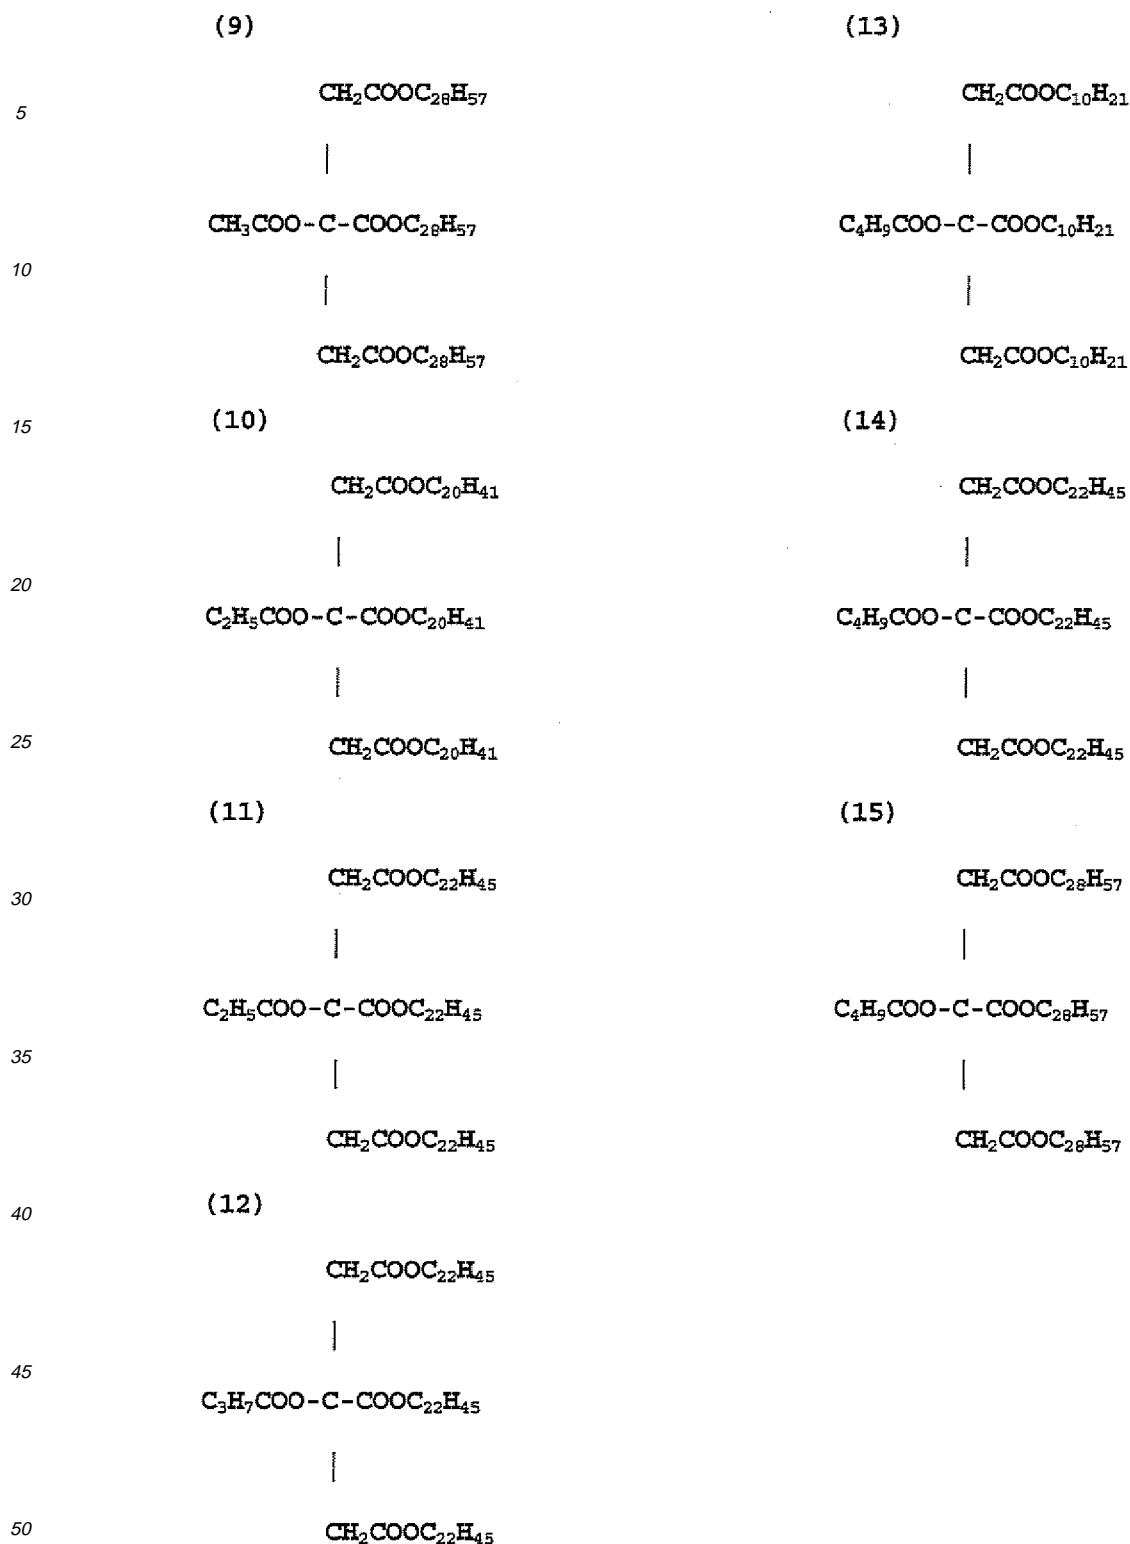 (9)
CH₂COOC₂₈H₅₇
|
CH₃COO-C-COOC₂₈H₅₇
|
CH₂COOC₂₈H₅₇
(10)
CH₂COOC₂₀H₄₁
|
C₂H₅COO-C-COOC₂₀H₄₁
|
CH₂COOC₂₀H₄₁
(11)
CH₂COOC₂₂H₄₅
|
C₂H₅COO-C-COOC₂₂H₄₅
|
CH₂COOC₂₂H₄₅
(12)
CH₂COOC₂₂H₄₅
|
C₃H₇COO-C-COOC₂₂H₄₅
|
CH₂COOC₂₂H₄₅
(13)
CH₂COOC₁₀H₂₁
|
C₄H₉COO-C-COOC₁₀H₂₁
|
CH₂COOC₁₀H₂₁
(14)
CH₂COOC₂₂H₄₅
|
C₄H₉COO-C-COOC₂₂H₄₅
|
CH₂COOC₂₂H₄₅
(15)
CH₂COOC₂₈H₅₇
|
C₄H₉COO-C-COOC₂₈H₅₇
|
CH₂COOC₂₈H₅₇
5
10
15
20
25
30
35
40
45
50